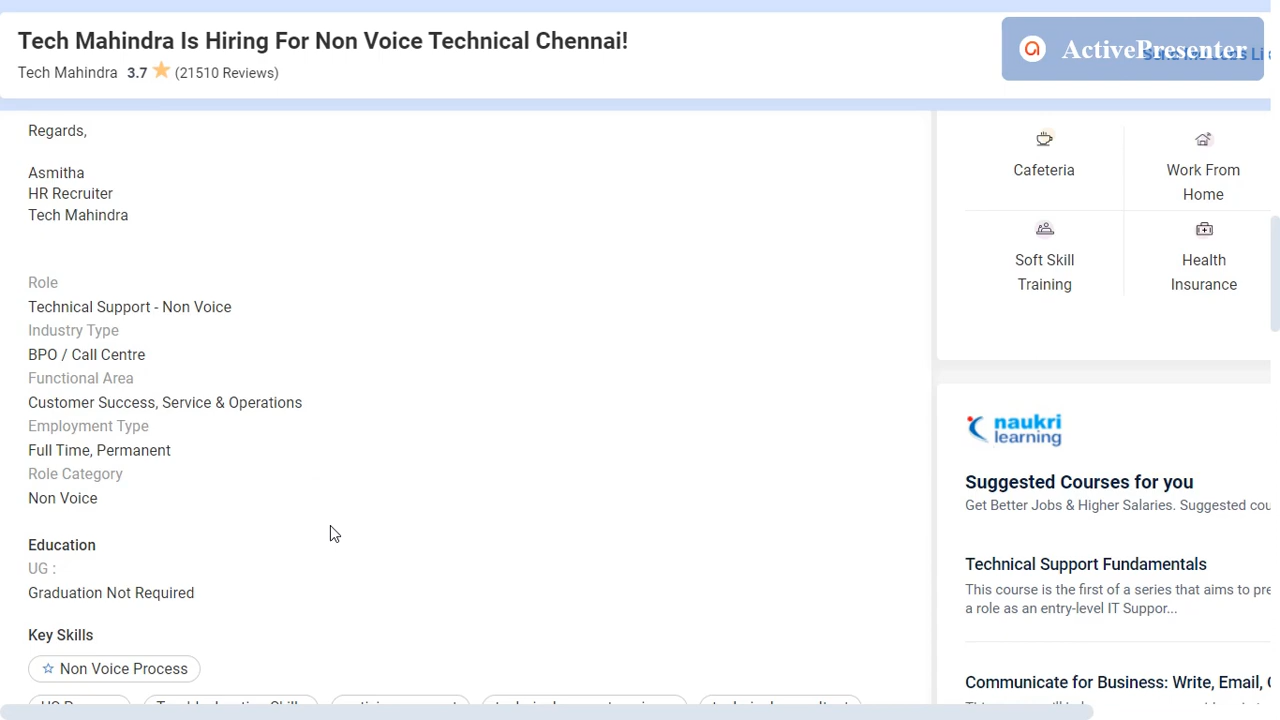 Tech Mahindra Is Hiring For Non Voice Technical Chennai!
Tech Mahindra 3.7 (21510 Reviews)
ActivePresenter
Regards,
Asmitha
HR Recruiter
Tech Mahindra
Role
Technical Support - Non Voice
Industry Type
BPO / Call Centre
Functional Area
Customer Success, Service & Operations
Employment Type
Full Time, Permanent
Role Category
Non Voice
Education
UG :
Graduation Not Required
Key Skills
Non Voice Process
Cafeteria
Work From
Home
Soft Skill
Training
Health
Insurance
naukri
learning
Suggested Courses for you
Get Better Jobs & Higher Salaries. Suggested cou
Technical Support Fundamentals
This course is the first of a series that aims to pre
a role as an entry-level IT Suppor...
Communicate for Business: Write, Email,